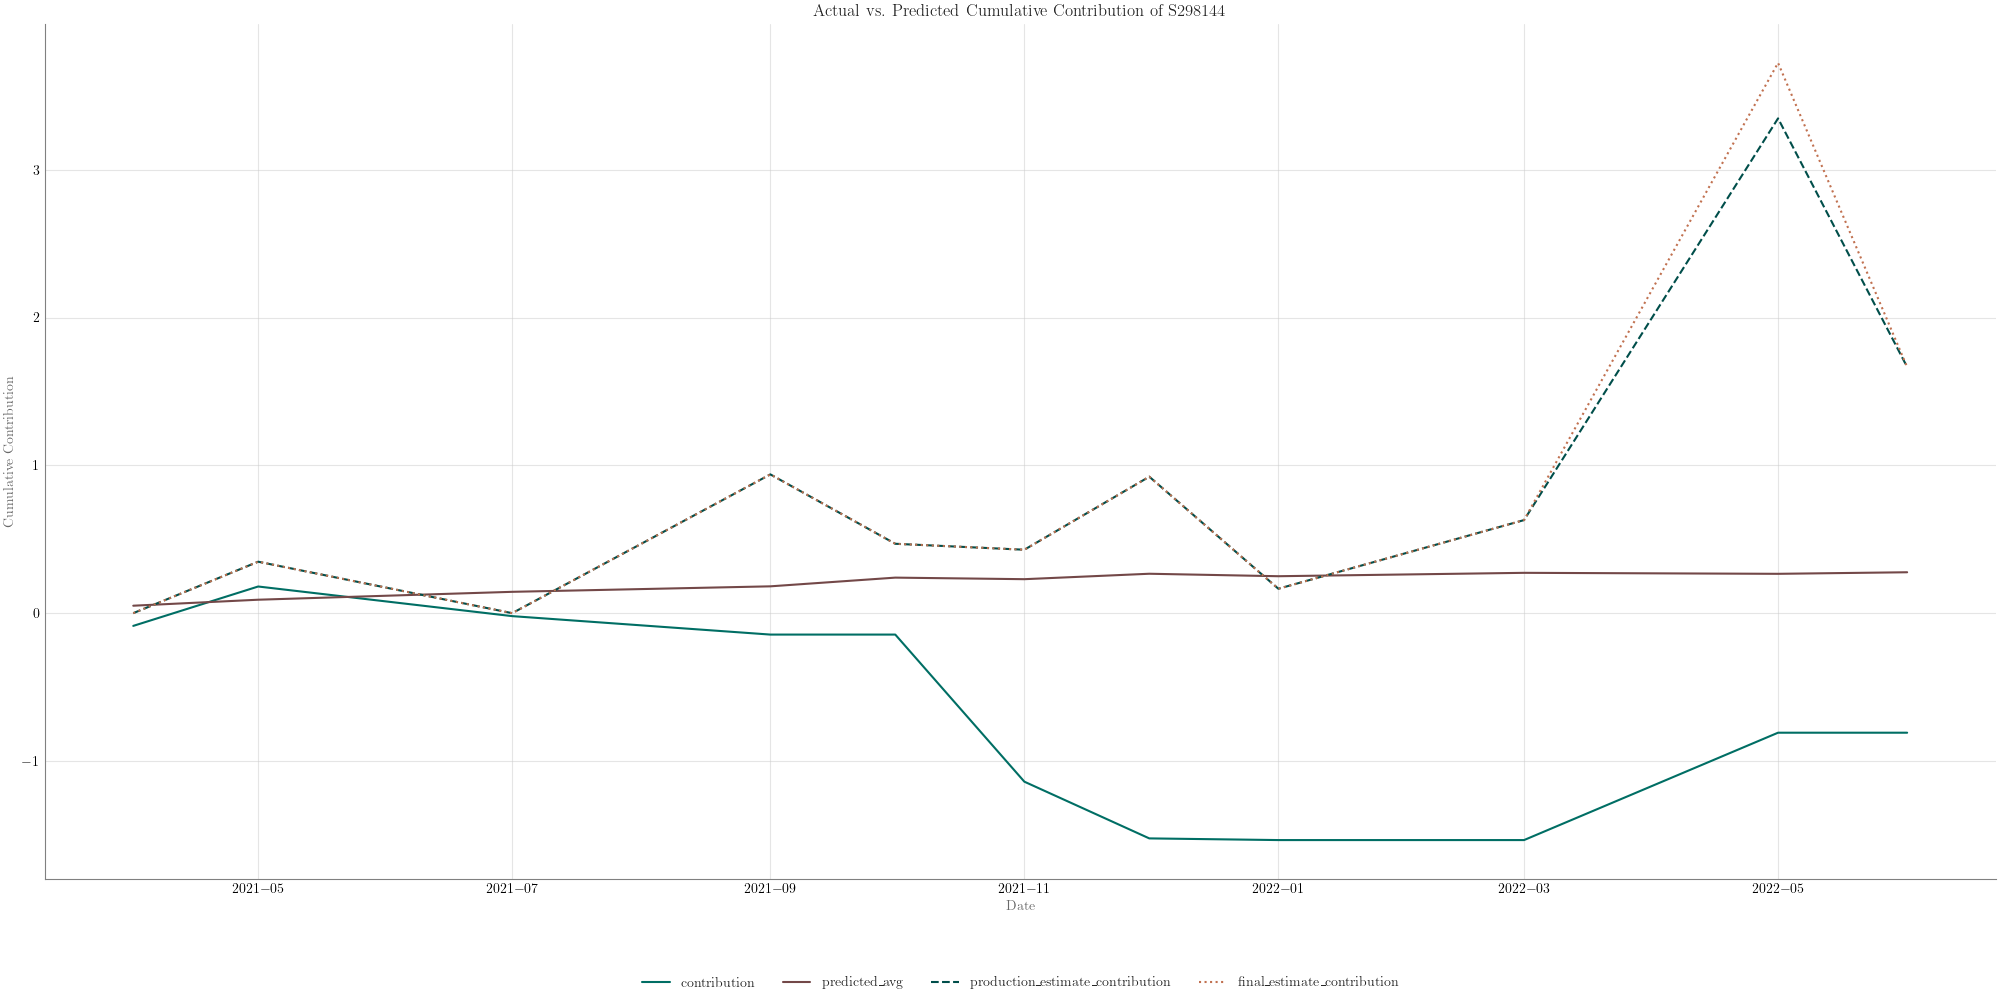 Actual vs. Predicted Cumulative Contribution of S298144
Cumulative Contribution
3
2
1
0
−1
2021−05 2021−07 2021−09 2021−11 2022−01 2022−03 2022−05
Date
contribution predicted_avg production_estimate_contribution final_estimate_contribution